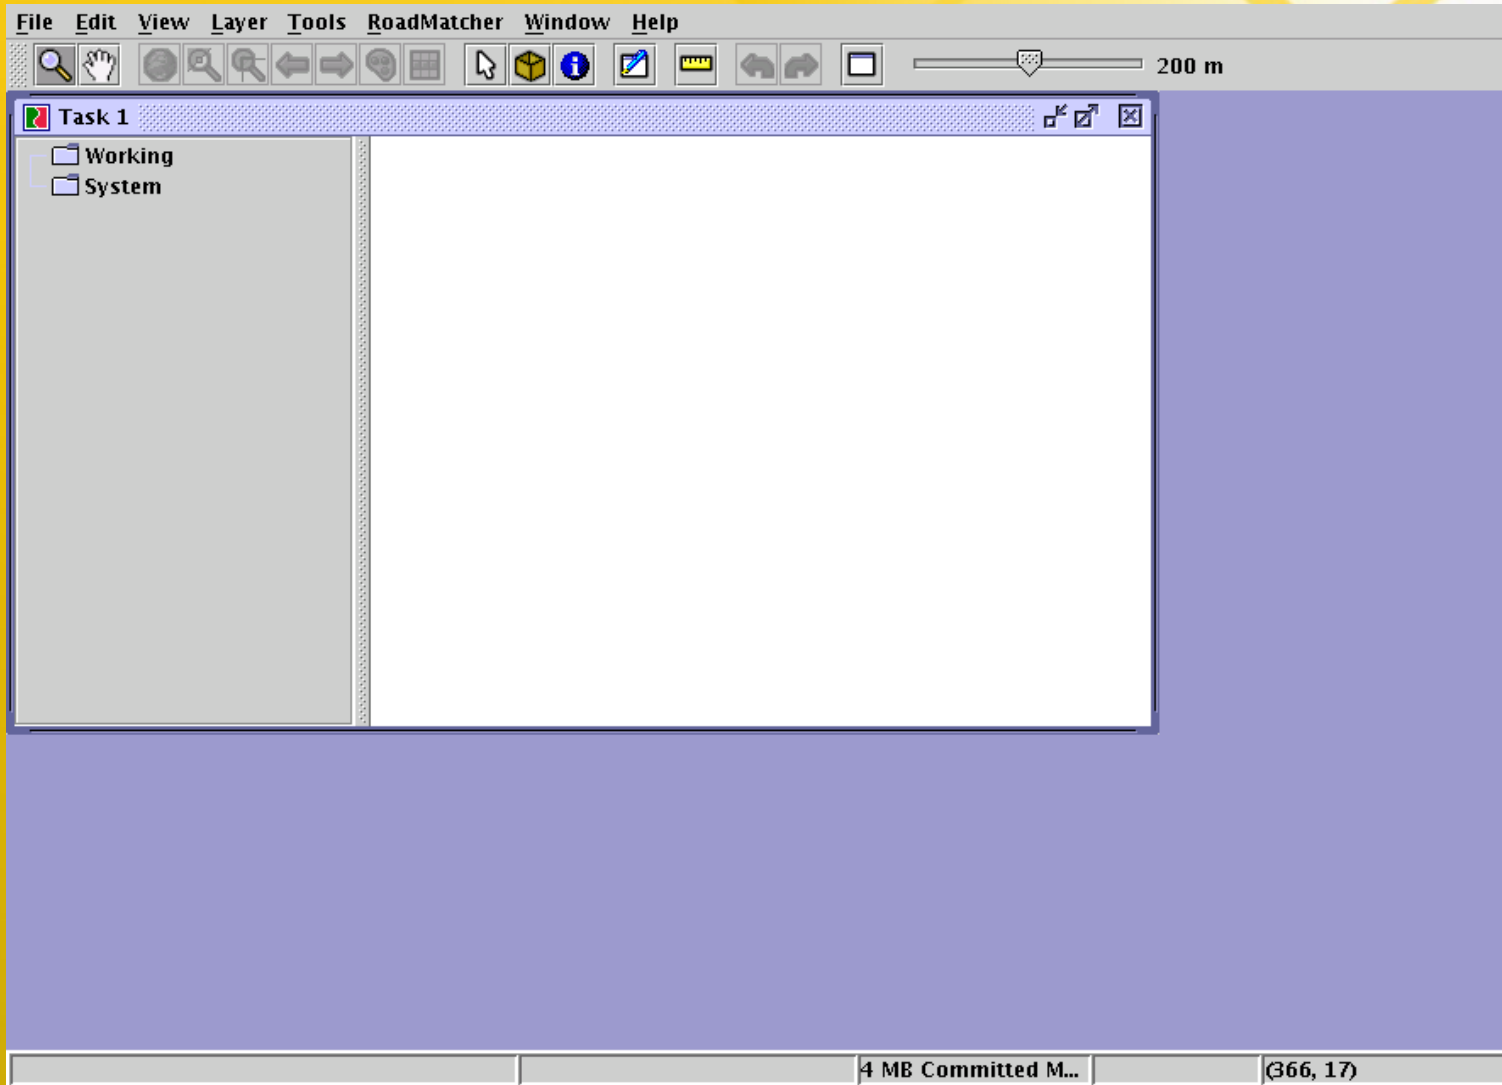 File Edit View Layer Tools RoadMatcher Window Help
200 m
Task 1
Working
System
4 MB Committed M... (366, 17)